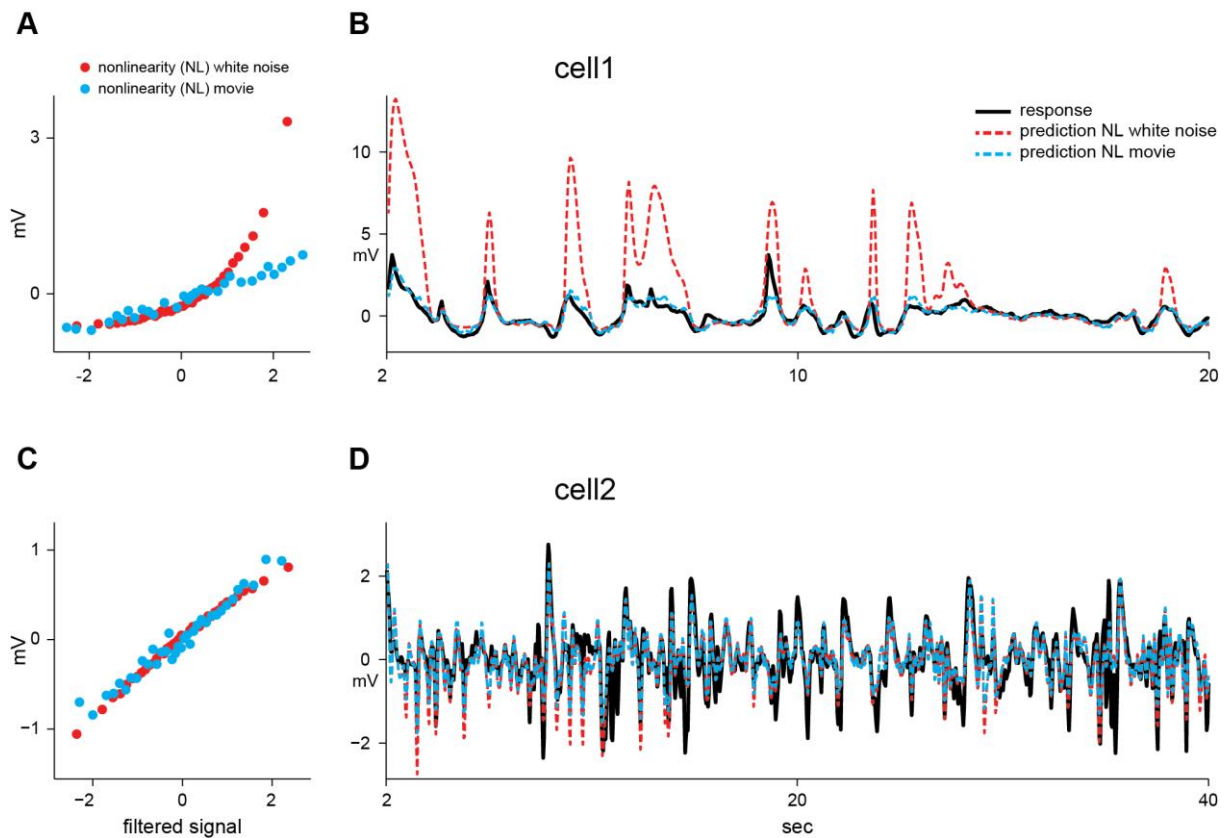 A
nonlinearity (NL) white noise
nonlinearity (NL) movie
3
0
mV
−2
0
2
B
cell1
response
prediction NL white noise
prediction NL movie
10
5
mV
0
2
10
20
C
1
0
−1
mV
−2
0
2
filtered signal
D
cell2
2
0
mV
−2
2
20
40
sec